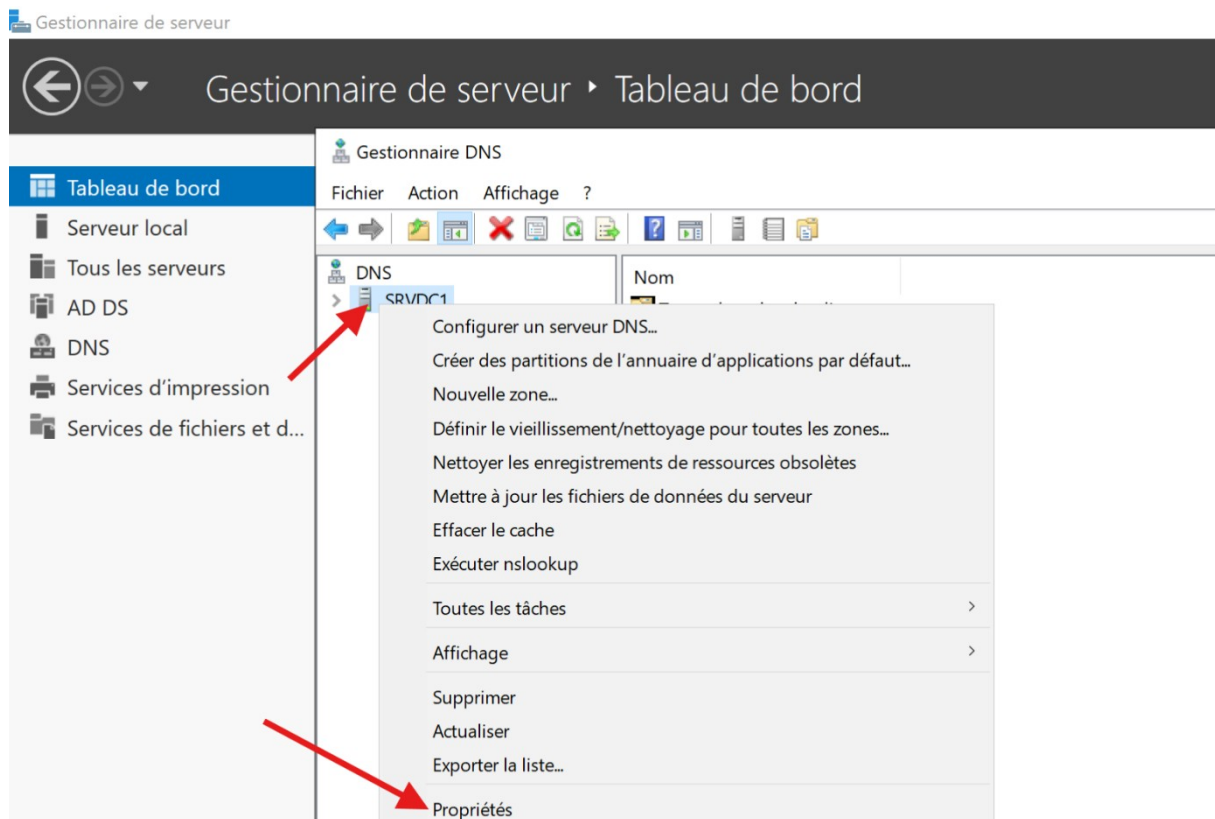 Gestionnaire de serveur
Gestionnaire de serveur ‣ Tableau de bord
Tableau de bord
Serveur local
Tous les serveurs
AD DS
DNS
Services d'impression
Services de fichiers et d...
Gestionnaire DNS
Fichier Action Affichage ?
DNS
SRVDC1
Nom
Configurer un serveur DNS...
Créer des partitions de l'annuaire d'applications par défaut...
Nouvelle zone...
Définir le vieillissement/nettoyage pour toutes les zones...
Nettoyer les enregistrements de ressources obsolètes
Mettre à jour les fichiers de données du serveur
Effacer le cache
Exécuter nslookup
Toutes les tâches
Affichage
Supprimer
Actualiser
Exporter la liste...
Propriétés